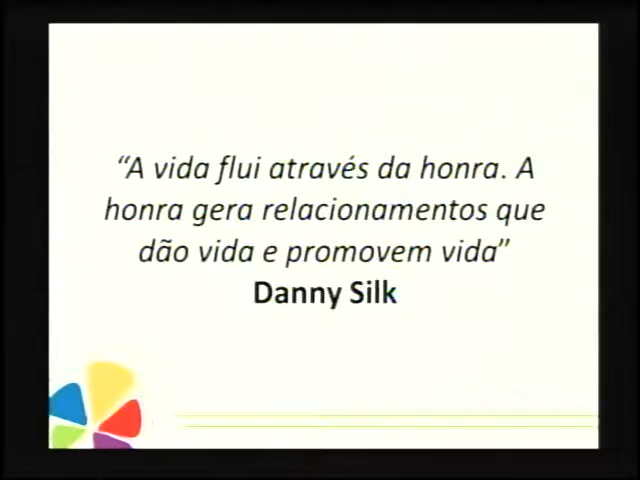 “A vida flui através da honra. A
honra gera relacionamentos que
dão vida e promovem vida”
Danny Silk